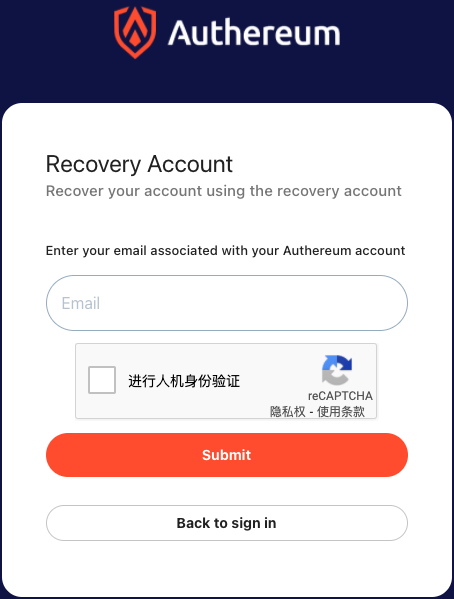 Authereum
Recovery Account
Recover your account using the recovery account
Enter your email associated with your Authereum account
Email
进行人机身份验证
reCAPTCHA
隐私权 - 使用条款
Submit
Back to sign in